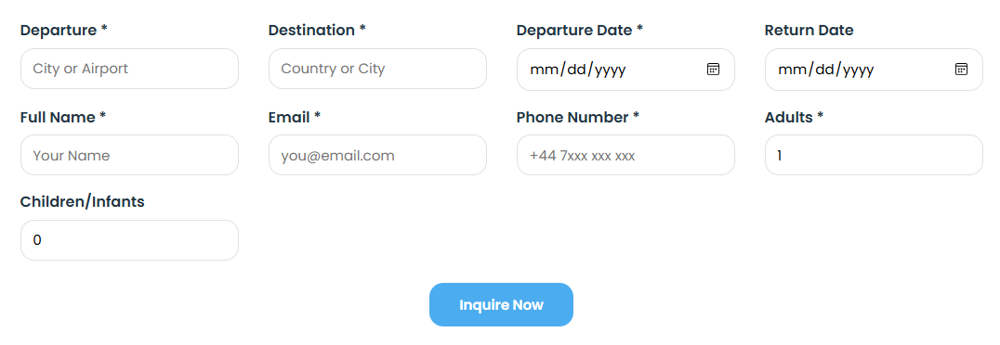 Departure * Destination * Departure Date * Return Date
City or Airport Country or City mm/dd/yyyy mm/dd/yyyy
Full Name * Email * Phone Number * Adults *
Your Name you@email.com +44 7xxx xxx xxx 1
Children/Infants
0
Inquire Now